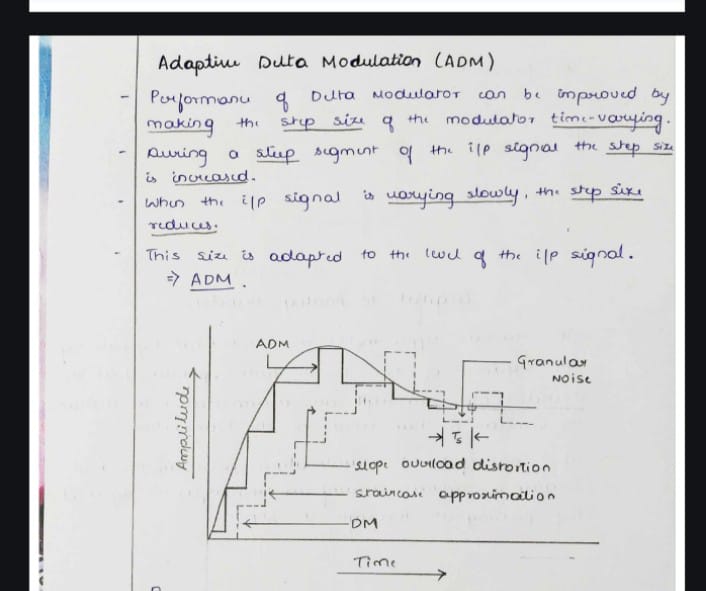 Adaptive Delta Modulation (ADM)
- Performance of Delta Modulator can be improved by
making the step size of the modulator time-varying.
- During a steep segment of the i/p signal the step size
is increased.
- When the i/p signal is varying slowly, the step size
reduces.
- This size is adapted to the level of the i/p signal.
⇒ ADM.
ADM
Granular
Noise
Amplitude
Ts
slope overload distortion
staircase approximation
DM
Time